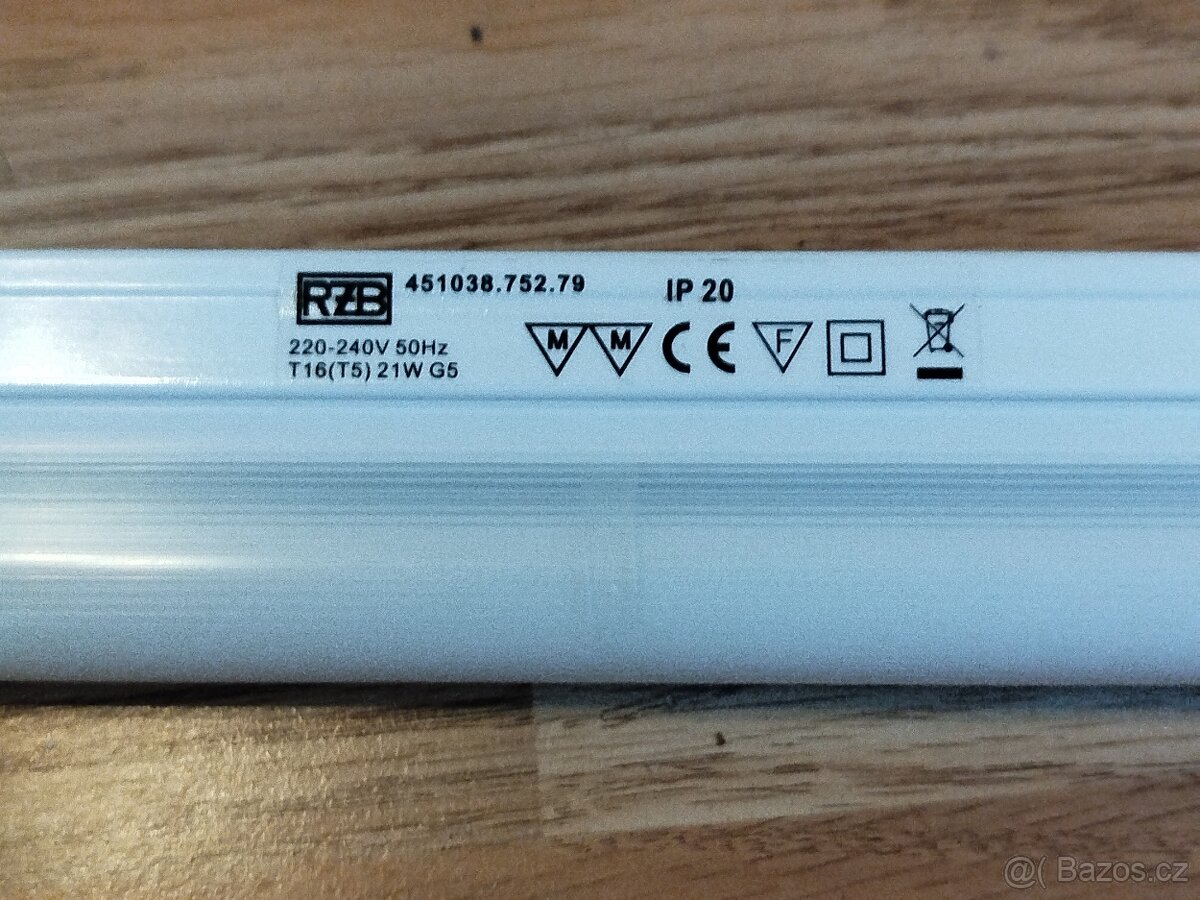 RZB 451038.752.79 IP 20
220-240V 50Hz M M CE F
T16(T5) 21W G5
@( Bazos.cz